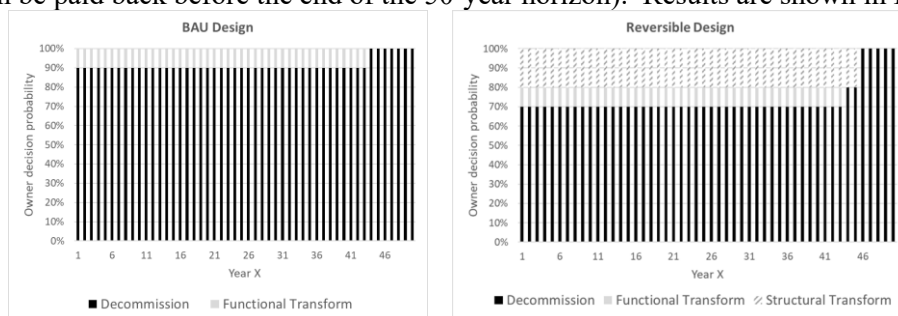 be paid back before the end of the 50-year horizon). Results are shown in
BAU Design
100%
90%
80%
70%
60%
50%
40%
30%
20%
10%
0%
Owner decision probability
1 6 11 16 21 26 31 36 41 46
Year X
Decommission Functional Transform
Reversible Design
100%
90%
80%
70%
60%
50%
40%
30%
20%
10%
0%
Owner decision probability
1 6 11 16 21 26 31 36 41 46
Year X
Decommission Functional Transform Structural Transform